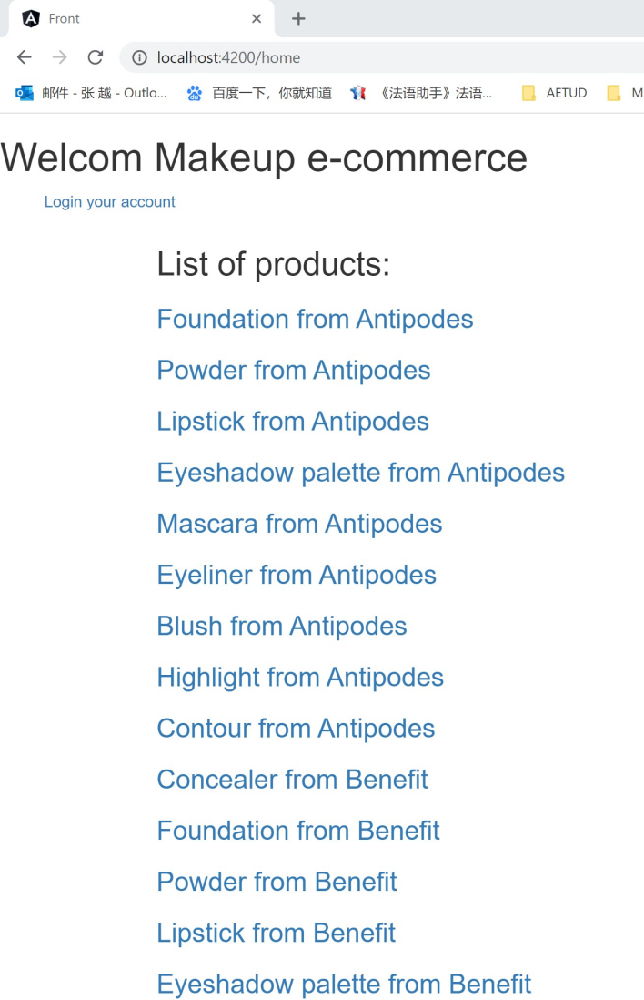 Front
localhost:4200/home
邮件 - 张 越 - Outlo... 百度一下，你就知道 《法语助手》法语... AETUD M
Welcom Makeup e-commerce
Login your account
List of products:
Foundation from Antipodes
Powder from Antipodes
Lipstick from Antipodes
Eyeshadow palette from Antipodes
Mascara from Antipodes
Eyeliner from Antipodes
Blush from Antipodes
Highlight from Antipodes
Contour from Antipodes
Concealer from Benefit
Foundation from Benefit
Powder from Benefit
Lipstick from Benefit
Eyeshadow palette from Benefit